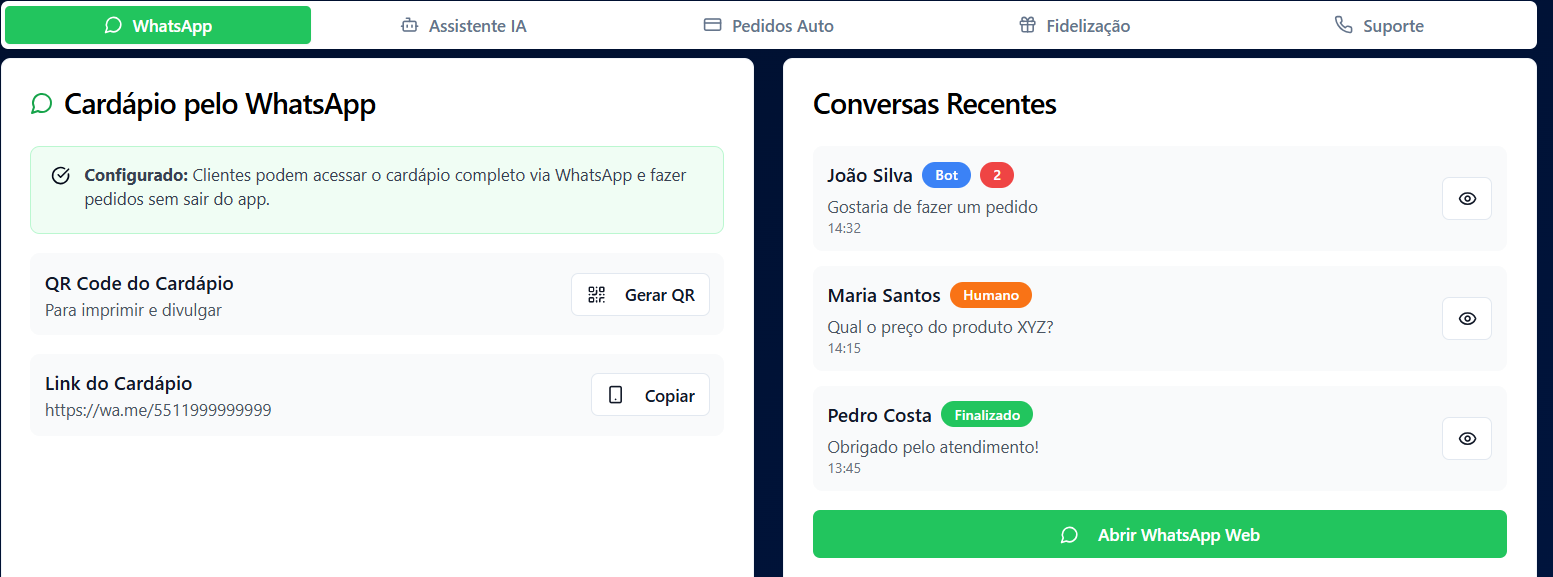 WhatsApp
Assistente IA
Pedidos Auto
Fidelização
Suporte
Cardápio pelo WhatsApp
Configurado: Clientes podem acessar o cardápio completo via WhatsApp e fazer
pedidos sem sair do app.
QR Code do Cardápio
Para imprimir e divulgar
Gerar QR
Link do Cardápio
https://wa.me/5511999999999
Copiar
Conversas Recentes
João Silva Bot 2
Gostaria de fazer um pedido
14:32
Maria Santos Humano
Qual o preço do produto XYZ?
14:15
Pedro Costa Finalizado
Obrigado pelo atendimento!
13:45
Abrir WhatsApp Web